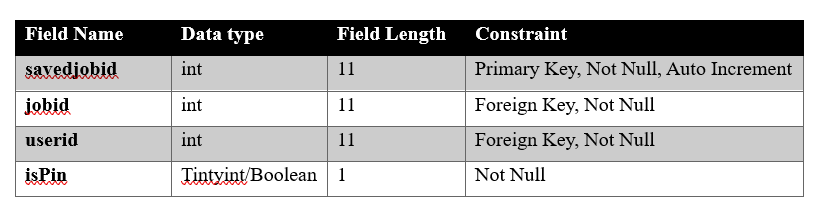 Field Name Data type Field Length Constraint
savedjobid int 11 Primary Key, Not Null, Auto Increment
jobid int 11 Foreign Key, Not Null
userid int 11 Foreign Key, Not Null
isPin Tintyint/Boolean 1 Not Null